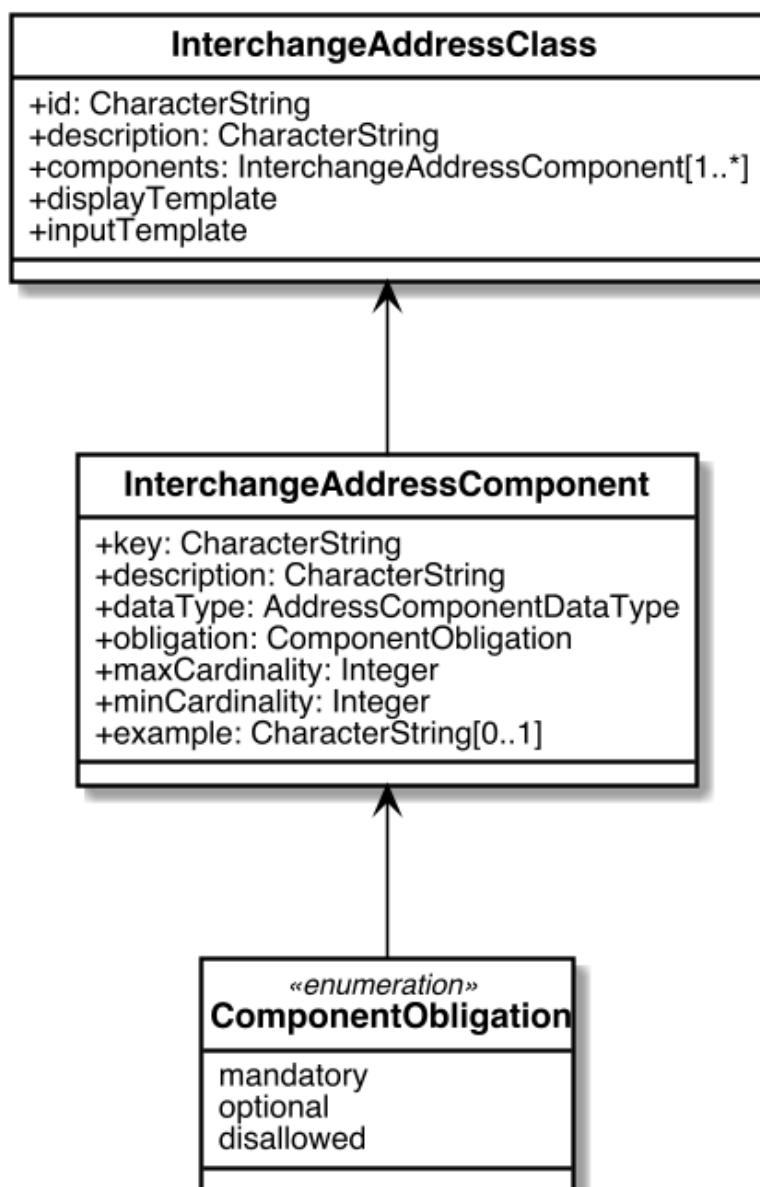 InterchangeAddressClass
+id: CharacterString
+description: CharacterString
+components: InterchangeAddressComponent[1..*]
+displayTemplate
+inputTemplate
InterchangeAddressComponent
+key: CharacterString
+description: CharacterString
+dataType: AddressComponentDataType
+obligation: ComponentObligation
+maxCardinality: Integer
+minCardinality: Integer
+example: CharacterString[0..1]
«enumeration»
ComponentObligation
mandatory
optional
disallowed